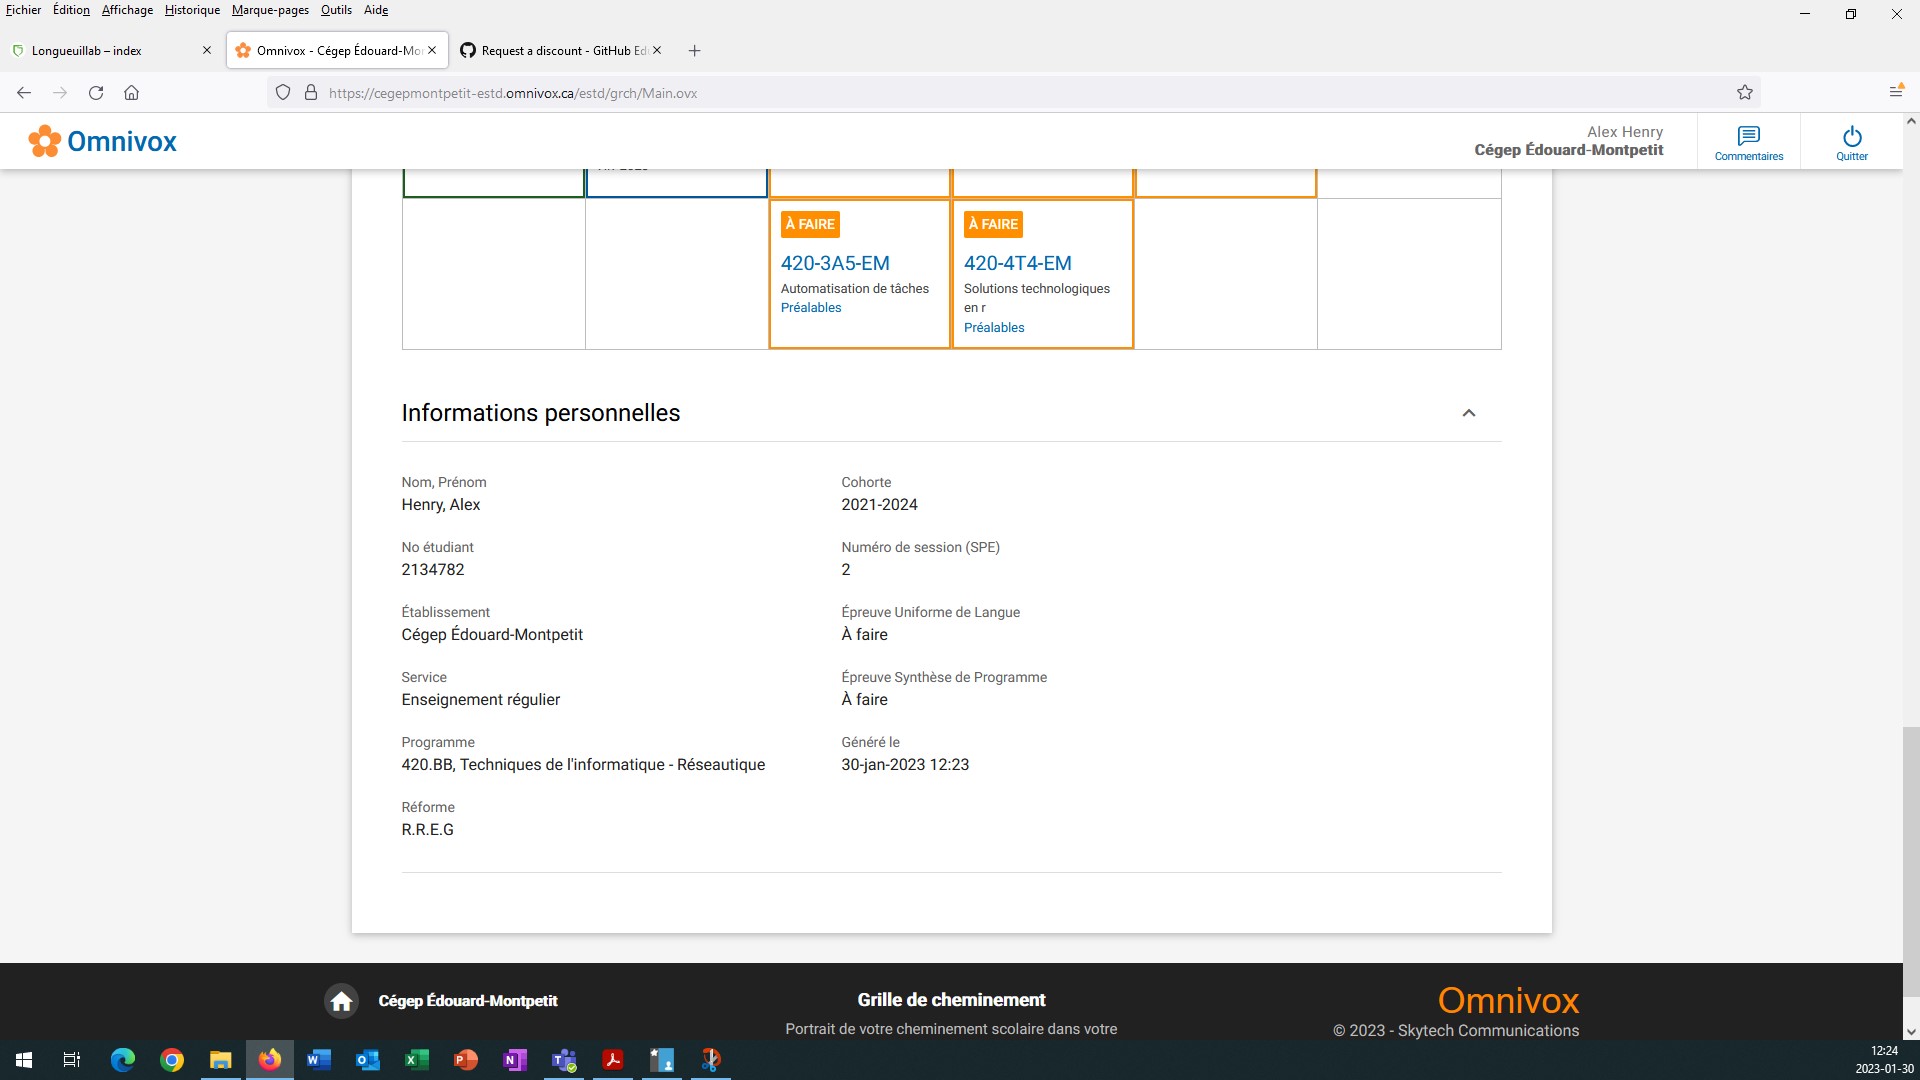 Fichier Édition Affichage Historique Marque-pages Outils Aide
Longueuillab – index
Omnivox - Cégep Édouard-Mo
Request a discount - GitHub Ed
https://cegepmontpetit-estd.omnivox.ca/estd/grch/Main.ovx
Omnivox
Alex Henry
Cégep Édouard-Montpetit
Commentaires
Quitter
À FAIRE
420-3A5-EM
Automatisation de tâches
Préalables
À FAIRE
420-4T4-EM
Solutions technologiques
en r
Préalables
Informations personnelles
Nom, Prénom
Henry, Alex
Cohorte
2021-2024
No étudiant
2134782
Numéro de session (SPE)
2
Établissement
Cégep Édouard-Montpetit
Épreuve Uniforme de Langue
À faire
Service
Enseignement régulier
Épreuve Synthèse de Programme
À faire
Programme
420.BB, Techniques de l'informatique - Réseautique
Généré le
30-jan-2023 12:23
Réforme
R.R.E.G
Cégep Édouard-Montpetit
Grille de cheminement
Portrait de votre cheminement scolaire dans votre
Omnivox
© 2023 - Skytech Communications
12:24
2023-01-30